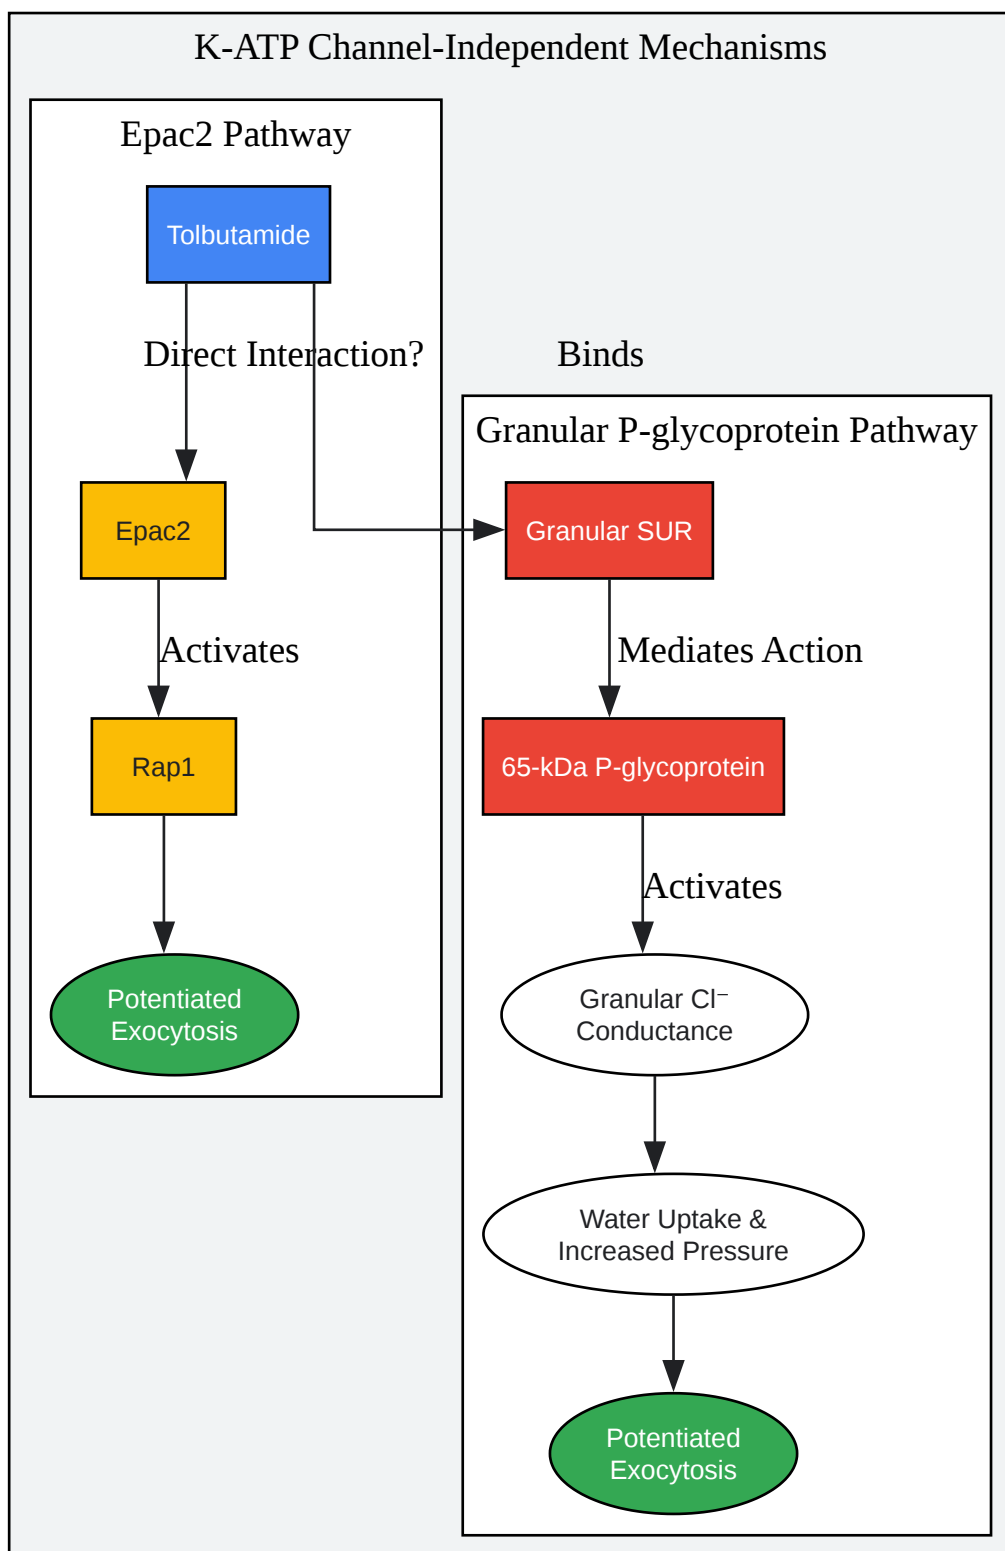 K-ATP Channel-Independent Mechanisms
Epac2 Pathway
Tolbutamide
Direct Interaction?
Binds
Granular P-glycoprotein Pathway
Epac2
Granular SUR
Activates
Mediates Action
Rap1
65-kDa P-glycoprotein
Activates
Potentiated
Exocytosis
Granular Cl⁻
Conductance
Water Uptake &
Increased Pressure
Potentiated
Exocytosis